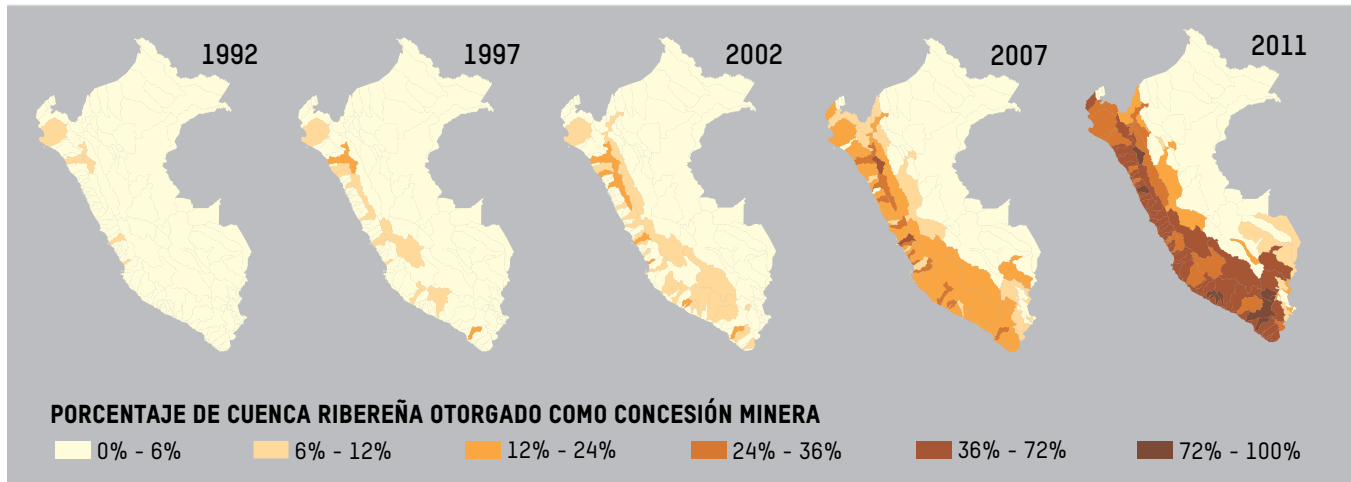 1992
1997
2002
2007
2011
PORCENTAJE DE CUENCA RIBEREÑA OTORGADO COMO CONCESIÓN MINERA
0% - 6%
6% - 12%
12% - 24%
24% - 36%
36% - 72%
72% - 100%